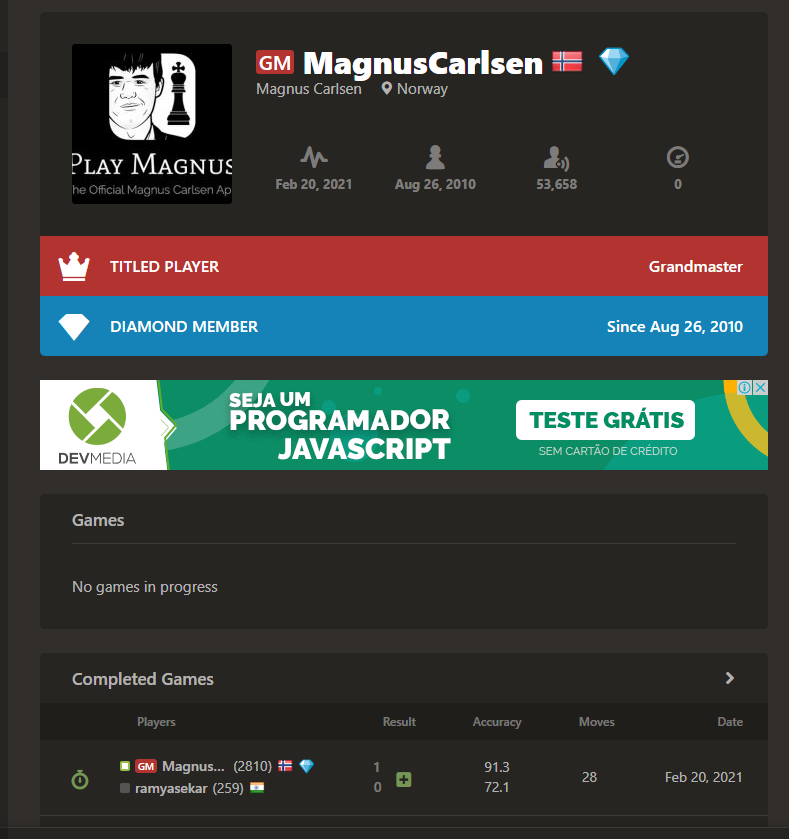 GM MagnusCarlsen
Magnus Carlsen Norway
PLAY MAGNUS
he Official Magnus Carlsen Ap
Feb 20, 2021 Aug 26, 2010 53,658 0
TITLED PLAYER Grandmaster
DIAMOND MEMBER Since Aug 26, 2010
DEVMEDIA
SEJA UM
PROGRAMADOR
JAVASCRIPT
TESTE GRÁTIS
SEM CARTÃO DE CRÉDITO
Games
No games in progress
Completed Games
Players Result Accuracy Moves Date
GM Magnus... (2810) 1 91.3
ramyasekar (259) 0 72.1
28 Feb 20, 2021